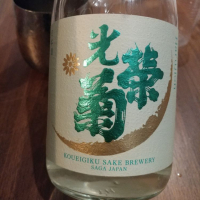 光栄菊
KOUEIGIKU SAKE BREWERY
SAGA JAPAN